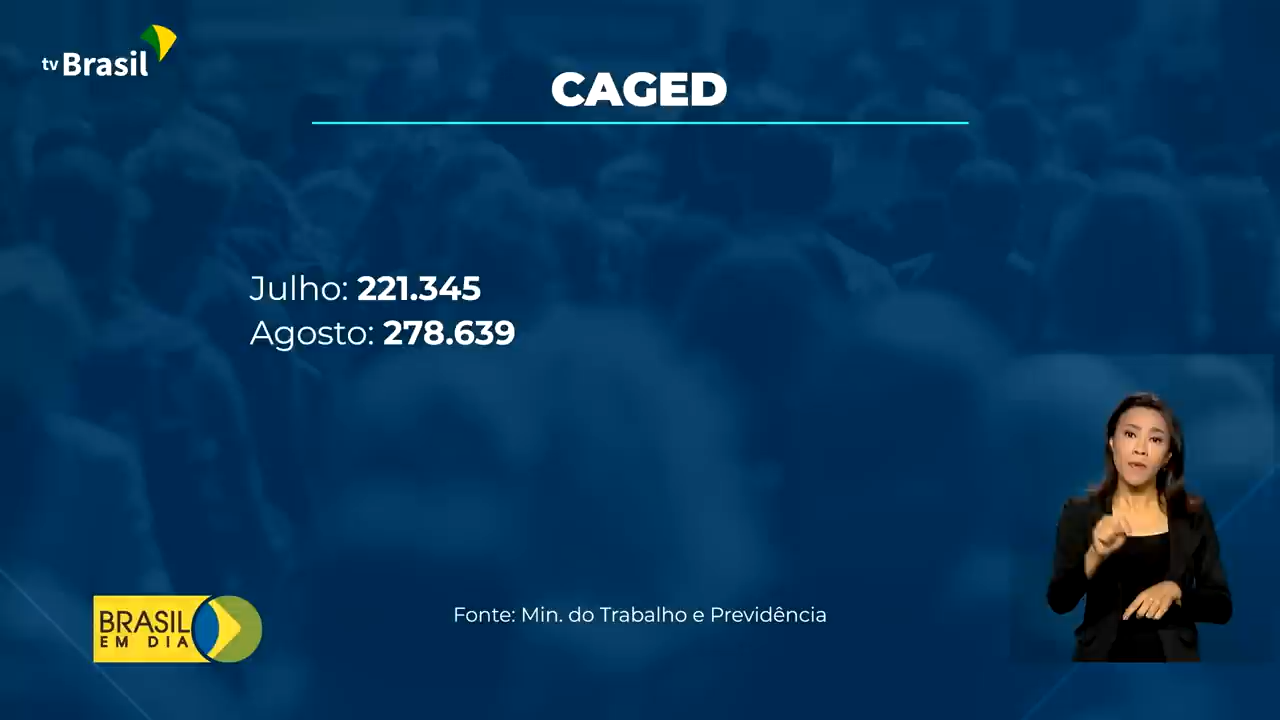 tv Brasil
CAGED
Julho: 221.345
Agosto: 278.639
Fonte: Min. do Trabalho e Previdência
BRASIL
EM DIA